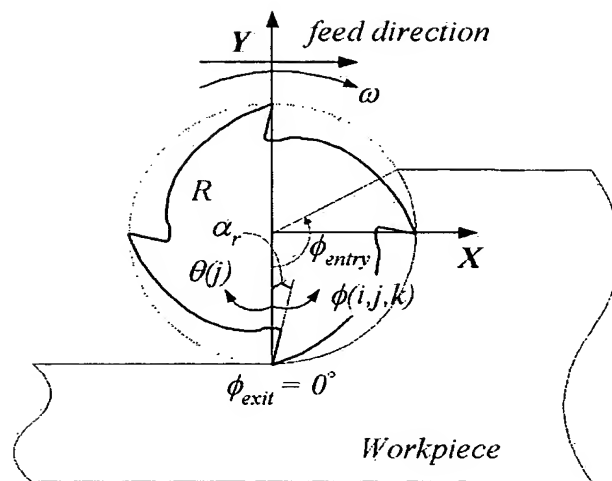 Y feed direction
ω
R
α_r
ϕ_entry
X
θ(j) ϕ(i,j,k)
ϕ_exit = 0°
Workpiece